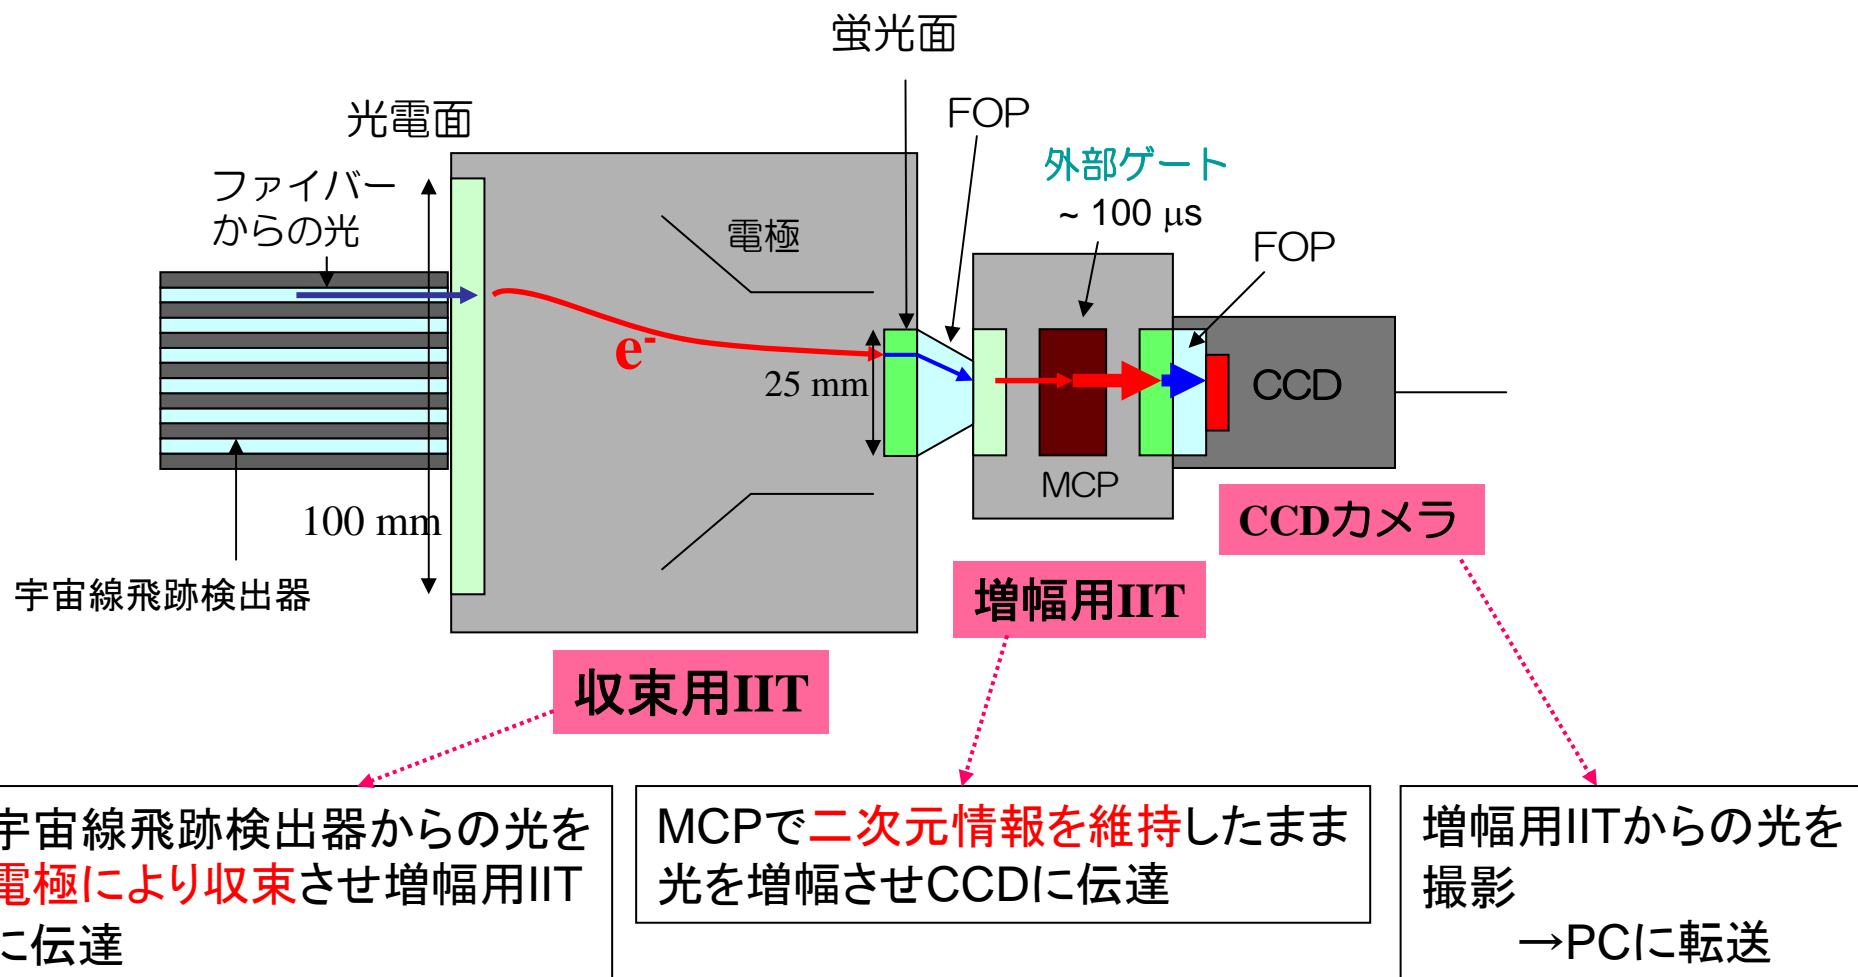 蛍光面
光電面
FOP
外部ゲート
~ 100 μs
ファイバー
からの光
電極
FOP
e-
25 mm
CCD
MCP
100 mm
CCDカメラ
宇宙線飛跡検出器
増幅用IIT
収束用IIT
宇宙線飛跡検出器からの光を
電極により収束させ増幅用IIT
に伝達
MCPで二次元情報を維持したまま
光を増幅させCCDに伝達
増幅用IITからの光を
撮影
→PCに転送